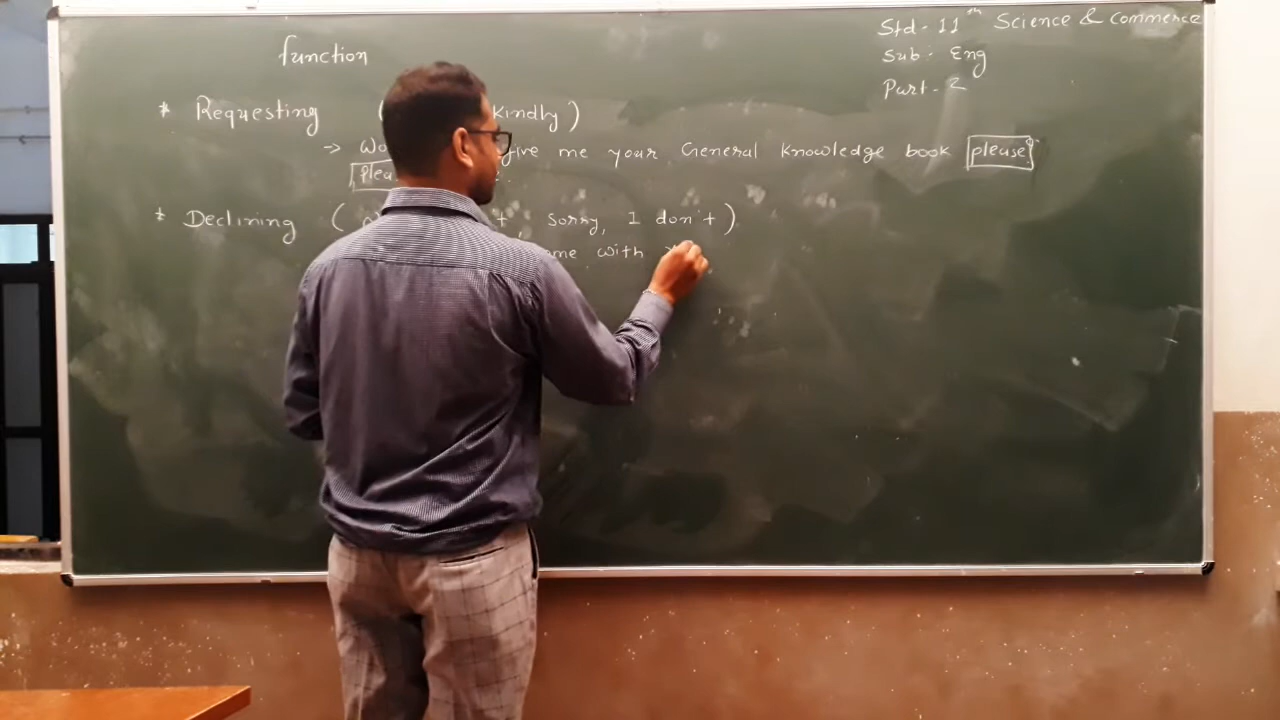 Std - 11th Science & Commerce
Sub - Eng
Part - 2
function
* Requesting ( kindly )
→ give me your General Knowledge book please
* Declining ( sorry, I don't )
with